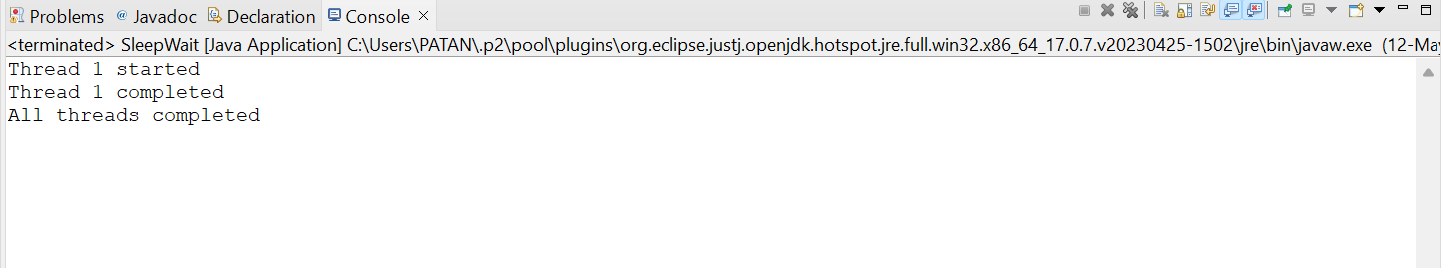 Problems @ Javadoc Declaration Console
<terminated> SleepWait [Java Application] C:\Users\PATAN\.p2\pool\plugins\org.eclipse.justj.openjdk.hotspot.jre.full.win32.x86_64_17.0.7.v20230425-1502\jre\bin\javaw.exe (12-May
Thread 1 started
Thread 1 completed
All threads completed